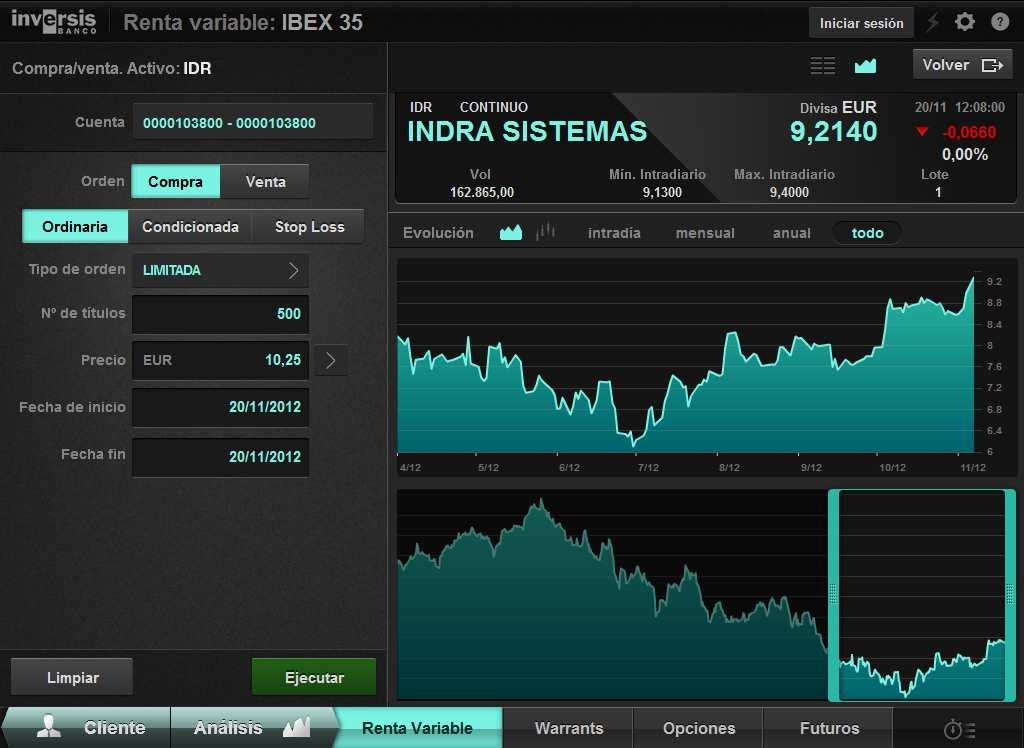 inversis BANCO
Renta variable: IBEX 35
Iniciar sesión
?
Compra/venta. Activo: IDR
Volver
Cuenta 0000103800 - 0000103800
Orden Compra Venta
Ordinaria Condicionada Stop Loss
Tipo de orden LIMITADA
Nº de títulos 500
Precio EUR 10,25
Fecha de inicio 20/11/2012
Fecha fin 20/11/2012
Limpiar Ejecutar
IDR CONTINUO Divisa EUR 20/11 12:08:00
INDRA SISTEMAS 9,2140 -0,0660
0,00%
Vol Mín. Intradiario Max. Intradiario Lote
162.865,00 9,1300 9,4000 1
Evolución intradía mensual anual todo
9.2
8.8
8.4
8
7.6
7.2
6.8
6.4
6
4/12 5/12 6/12 7/12 8/12 9/12 10/12 11/12
Cliente Análisis Renta Variable Warrants Opciones Futuros